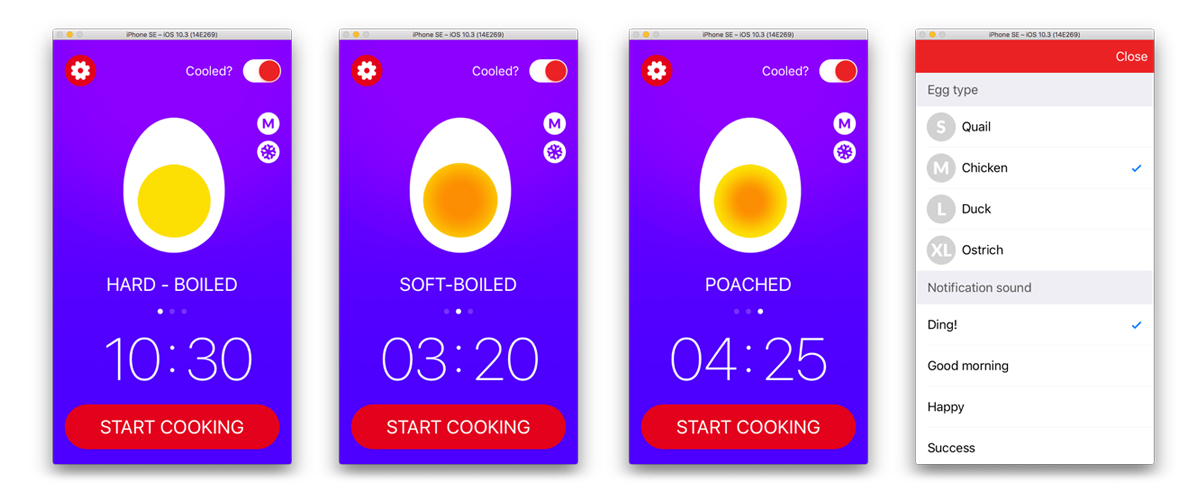 iPhone SE – iOS 10.3 (14E269)
Cooled?
M
HARD - BOILED
10:30
START COOKING
iPhone SE – iOS 10.3 (14E269)
Cooled?
M
SOFT-BOILED
03:20
START COOKING
iPhone SE – iOS 10.3 (14E269)
Cooled?
M
POACHED
04:25
START COOKING
iPhone SE – iOS 10.3 (14E269)
Close
Egg type
S Quail
M Chicken
L Duck
XL Ostrich
Notification sound
Ding!
Good morning
Happy
Success